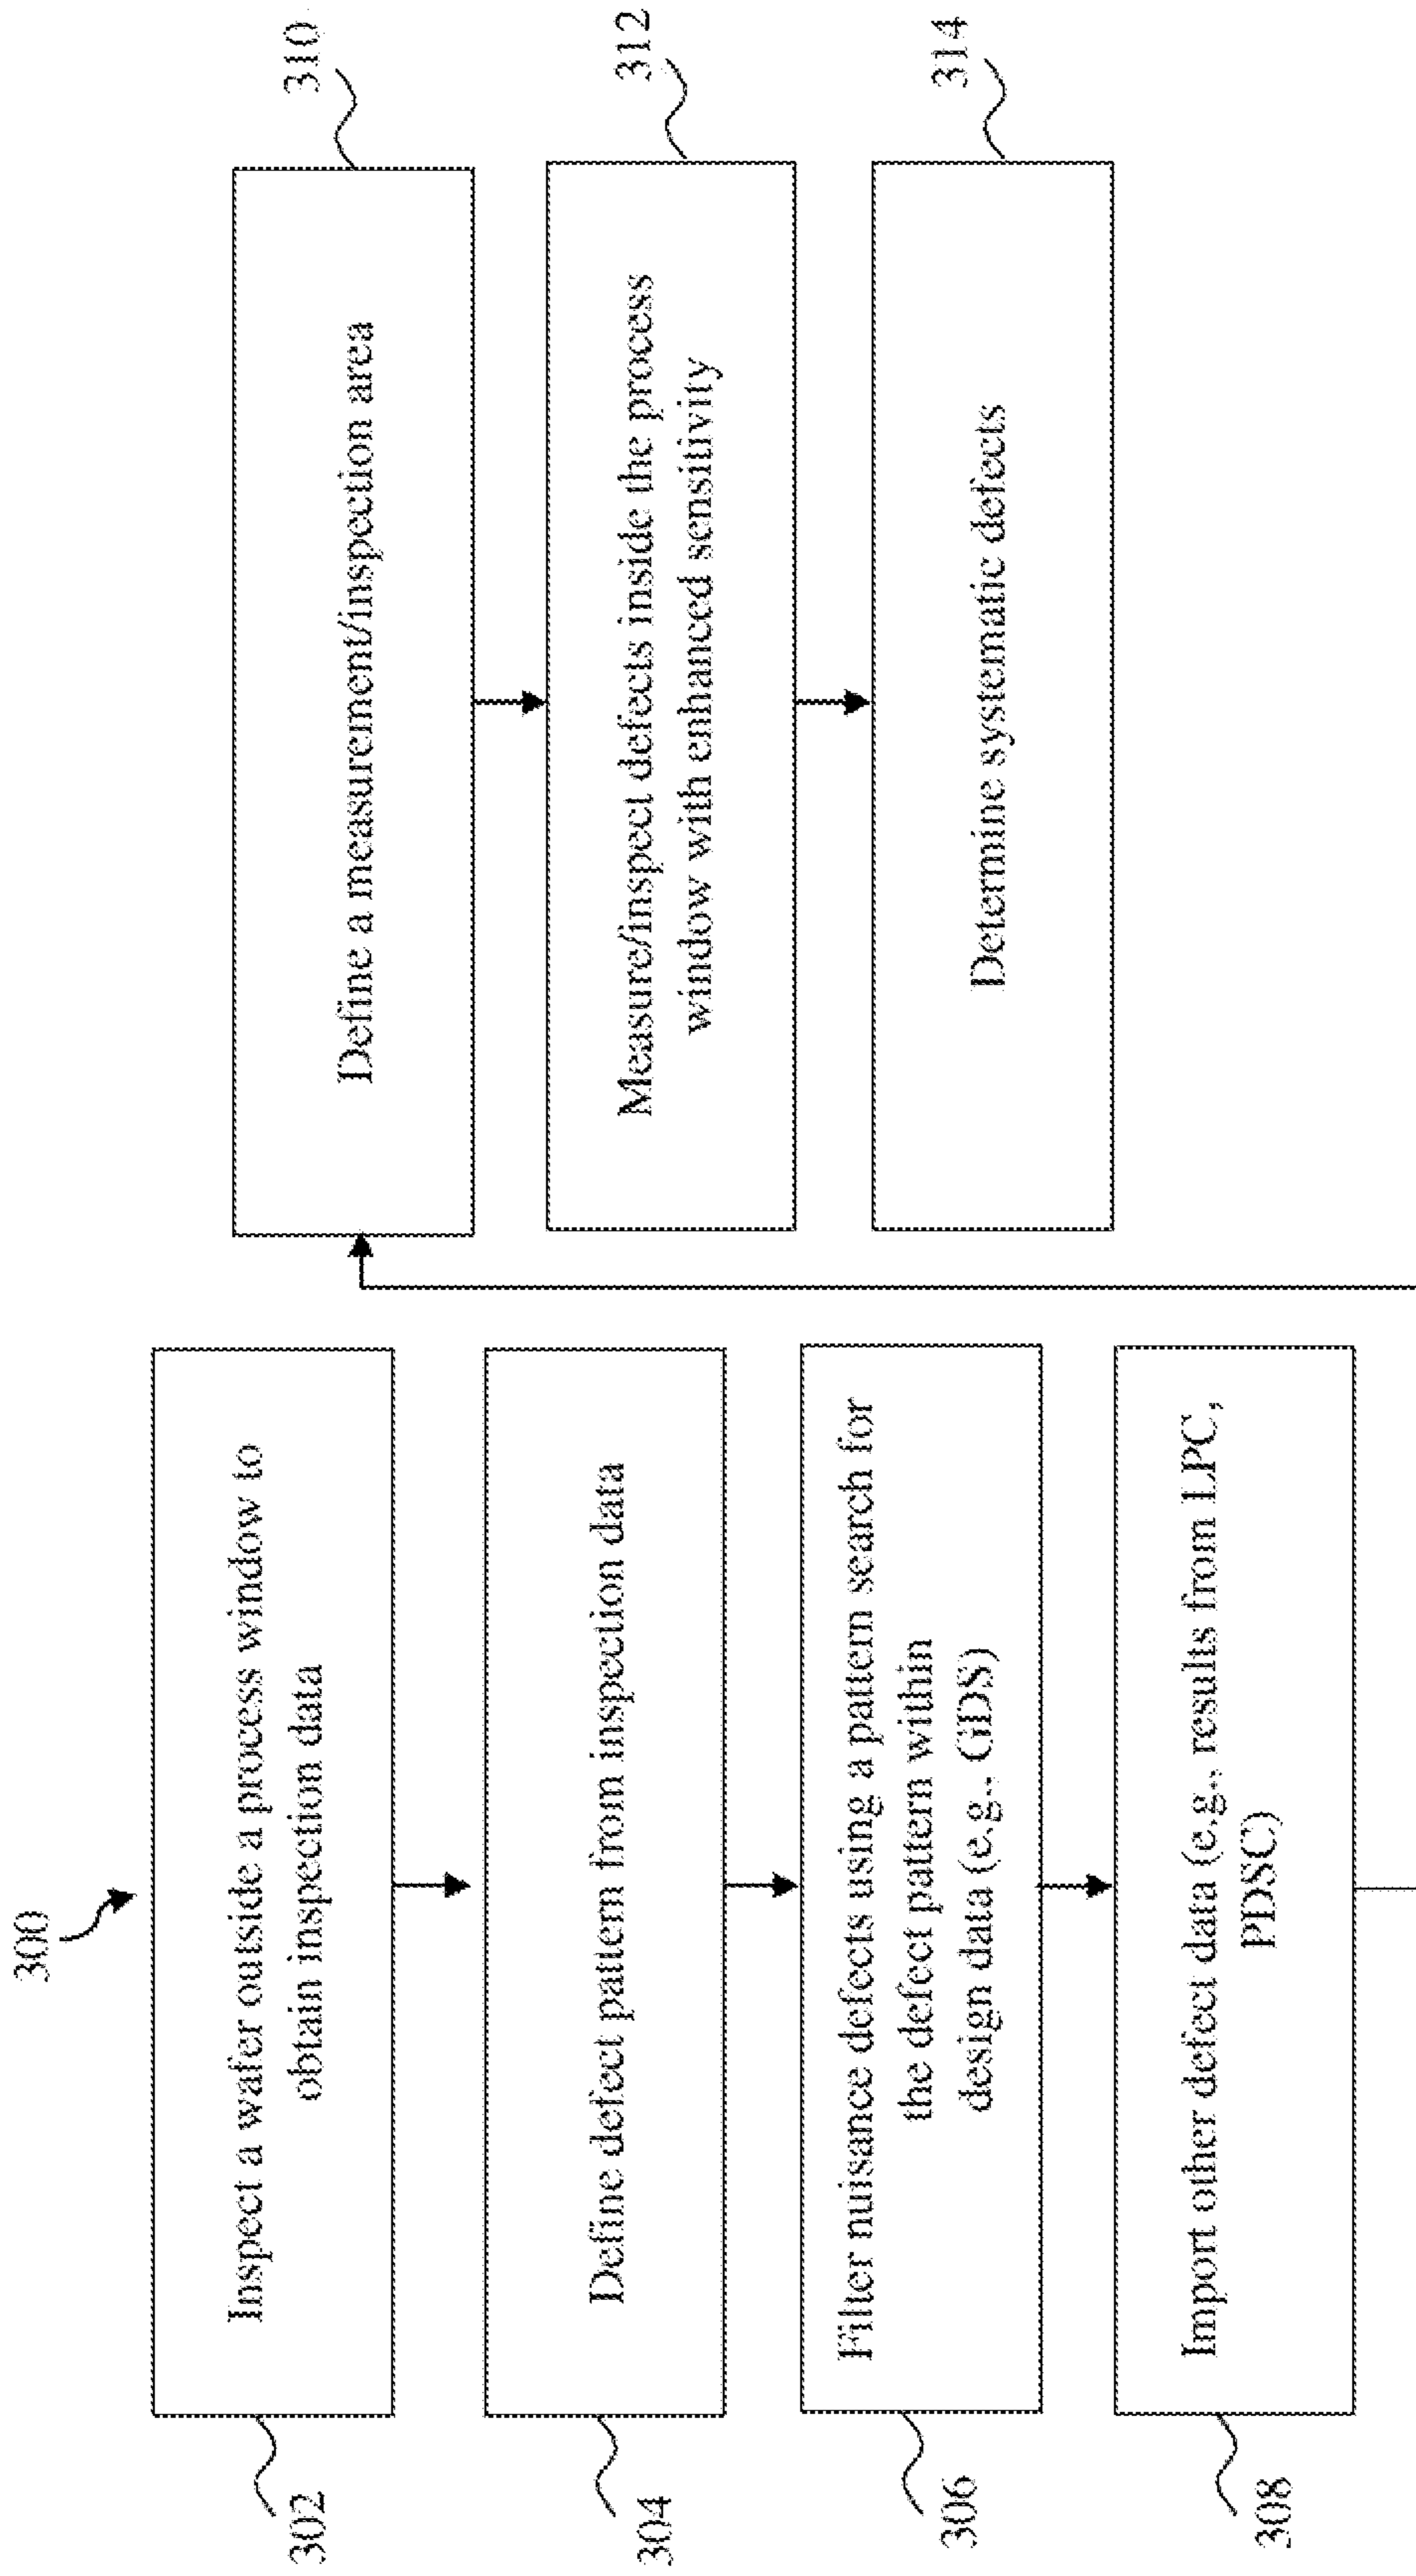 300
302
Inspect a wafer outside a process window to
obtain inspection data
304
Define defect pattern from inspection data
306
Filter nuisance defects using a pattern search for
the defect pattern within
design data (e.g., GDS)
308
Import other defect data (e.g., results from LPC,
PDSC)
310
Define a measurement/inspection area
312
Measure/inspect defects inside the process
window with enhanced sensitivity
314
Determine systematic defects